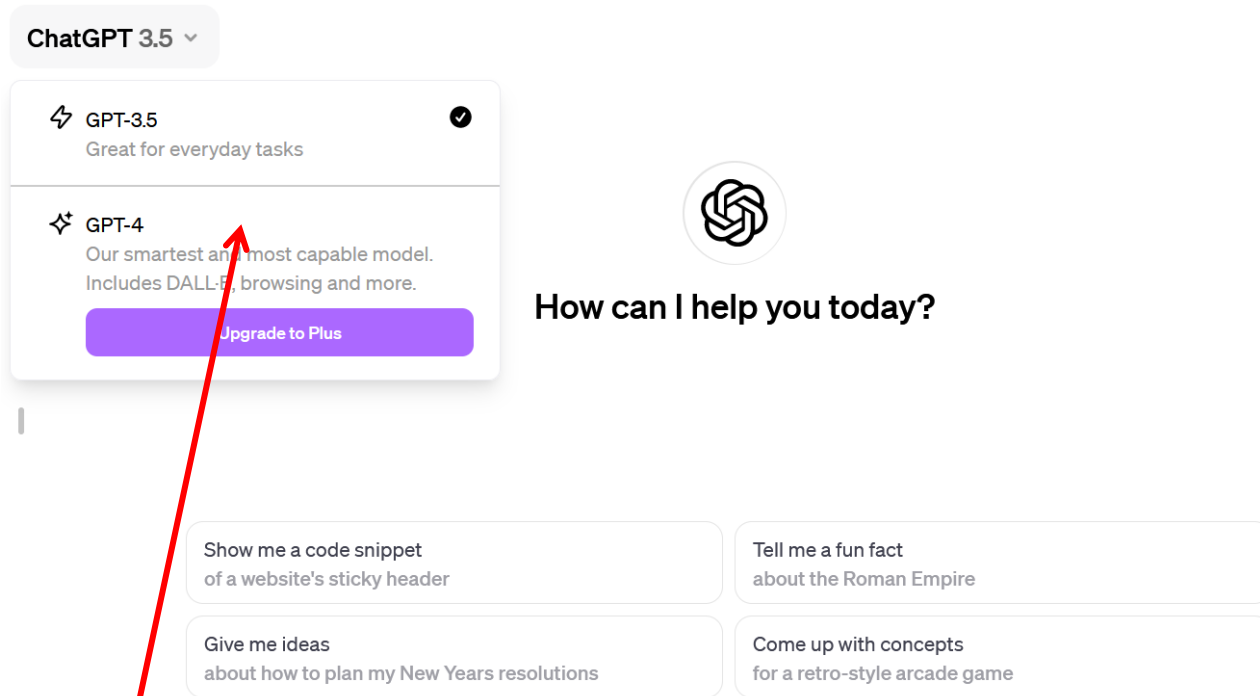 ChatGPT 3.5
GPT-3.5
Great for everyday tasks
GPT-4
Our smartest and most capable model.
Includes DALL·E, browsing and more.
Upgrade to Plus
How can I help you today?
Show me a code snippet
of a website's sticky header
Tell me a fun fact
about the Roman Empire
Give me ideas
about how to plan my New Years resolutions
Come up with concepts
for a retro-style arcade game